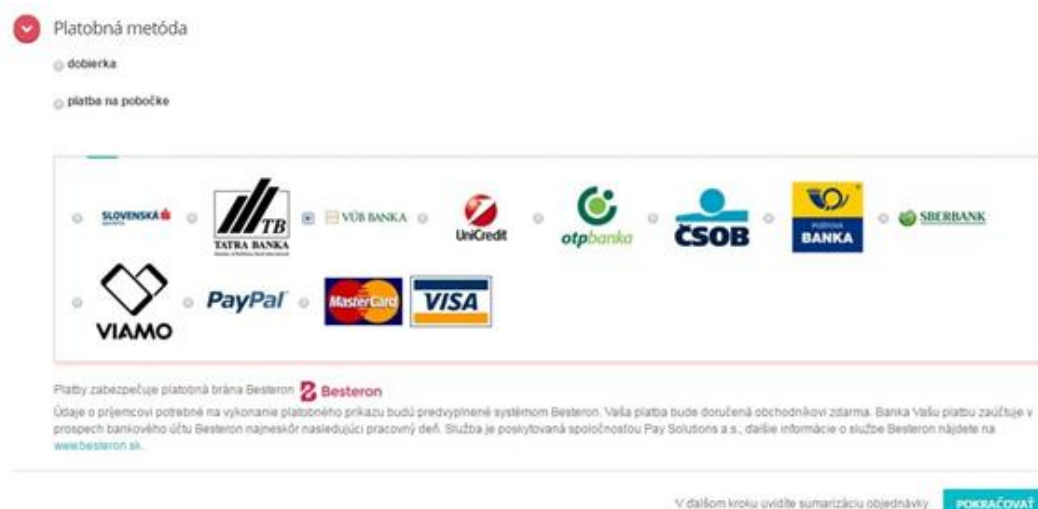 Platobná metóda
dobierka
platba na pobočke
SLOVENSKÁ TB VÚB BANKA UniCredit otpbanka ČSOB POŠTOVÁ BANKA SBERBANK
TATRA BANKA
VIAMO PayPal MasterCard VISA
Platby zabezpečuje platobná brána Besteron Besteron
Údaje o príjemcovi potrebné na vykonanie platobného príkazu budú predvyplnené systémom Besteron. Vaša platba bude doručená obchodníkovi zdarma. Banka Vašu platbu zaúčtuje v
prospech bankového účtu Besteron najneskôr nasledujúci pracovný deň. Služba je poskytovaná spoločnosťou Pay Solutions a.s., ďalšie informácie o službe Besteron nájdete na
www.besteron.sk.
V ďalšom kroku uvidíte sumarizáciu objednávky POKRAČOVAŤ